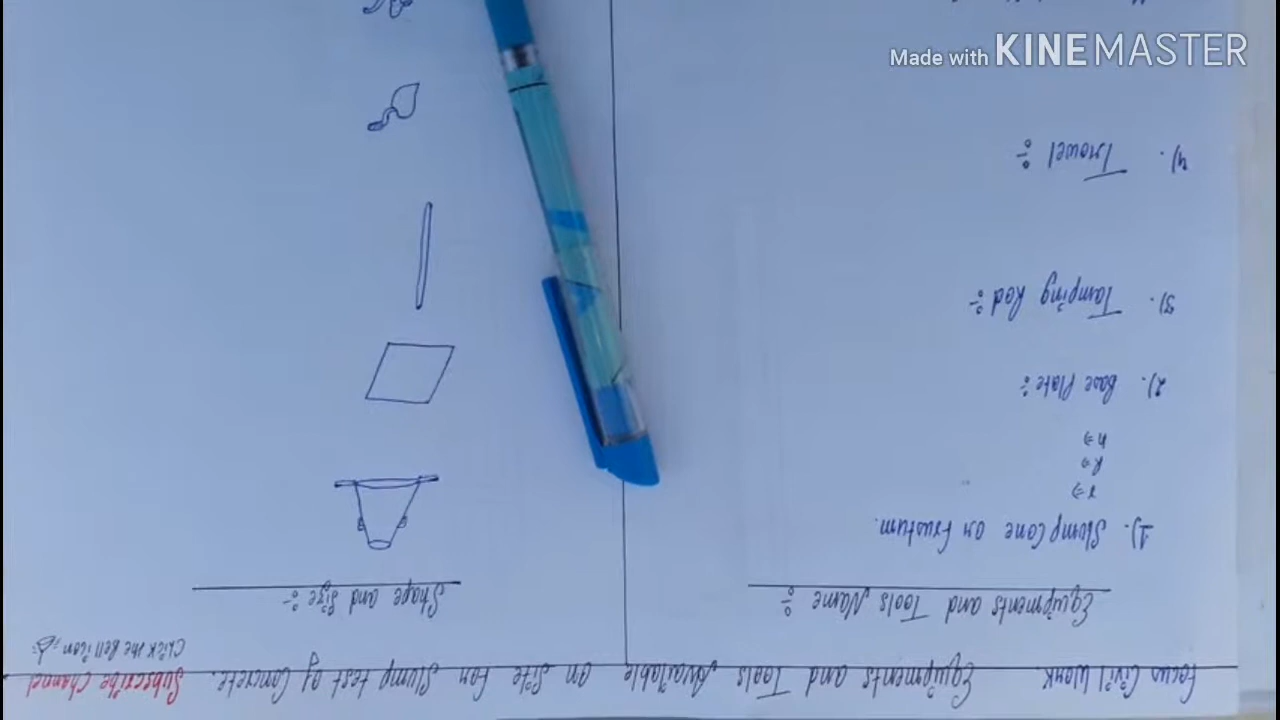 Made with KINEMASTER
Focus Civil Work. Equipments and Tools Available on Site For Slump test of Concrete. Subscribe Channel
Click the Bell icon
Equipments and Tools Name ÷
Shape and Size ÷
1). Slump Cone or Frustum.
r ⇒
R ⇒
h ⇒
2). Base Plate ÷
3). Tamping Rod ÷
4). Trowel ÷